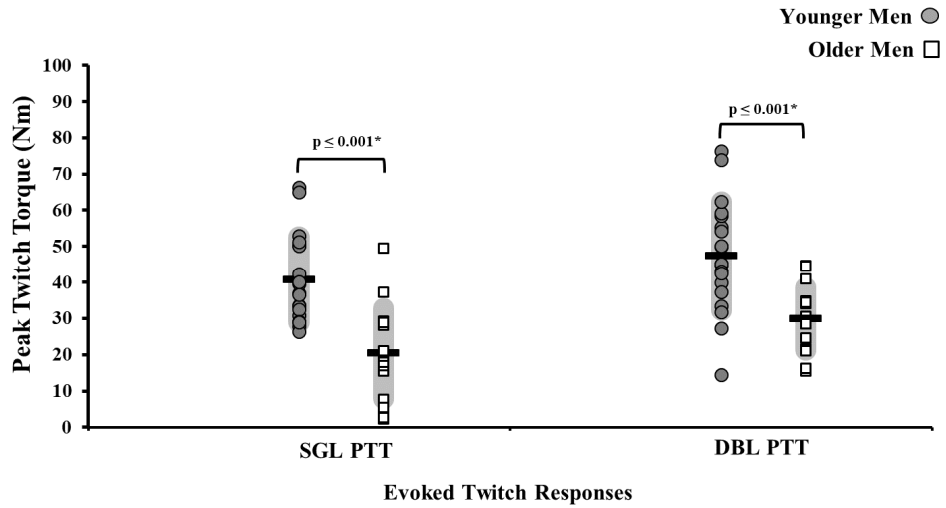 Younger Men
Older Men
100
90
80
70
60
50
40
30
20
10
0
Peak Twitch Torque (Nm)
p ≤ 0.001*
p ≤ 0.001*
SGL PTT
DBL PTT
Evoked Twitch Responses